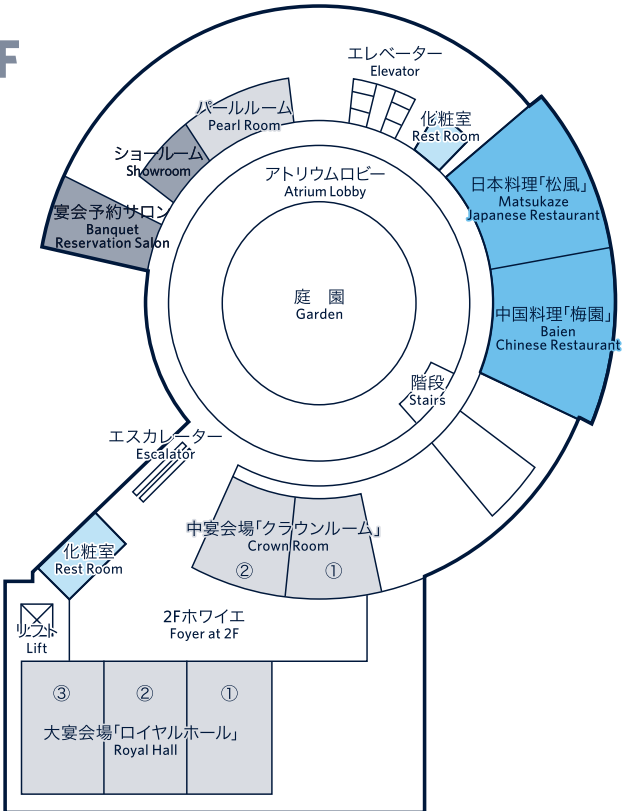 F
エレベーター
Elevator
パールルーム
Pearl Room
化粧室
Rest Room
ショールーム
Showroom
アトリウムロビー
Atrium Lobby
日本料理「松風」
Matsukaze
Japanese Restaurant
宴会予約サロン
Banquet
Reservation Salon
庭 園
Garden
中国料理「梅園」
Baien
Chinese Restaurant
階段
Stairs
エスカレーター
Escalator
中宴会場「クラウンルーム」
Crown Room
② ①
化粧室
Rest Room
2Fホワイエ
Foyer at 2F
リフト
Lift
③ ② ①
大宴会場「ロイヤルホール」
Royal Hall